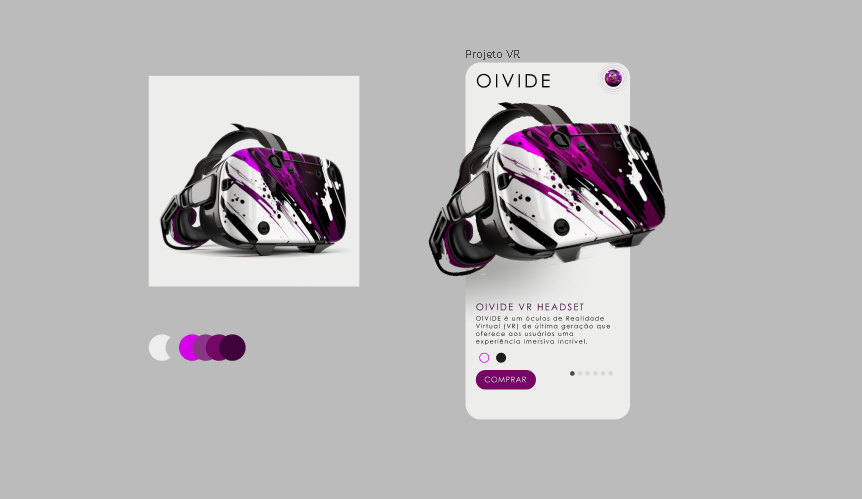 Projeto VR
OIVIDE
OIVIDE VR HEADSET
OIVIDE é um óculos de Realidade
Virtual (VR) de última geração que
oferece aos usuários uma
experiência imersiva incrível.
COMPRAR